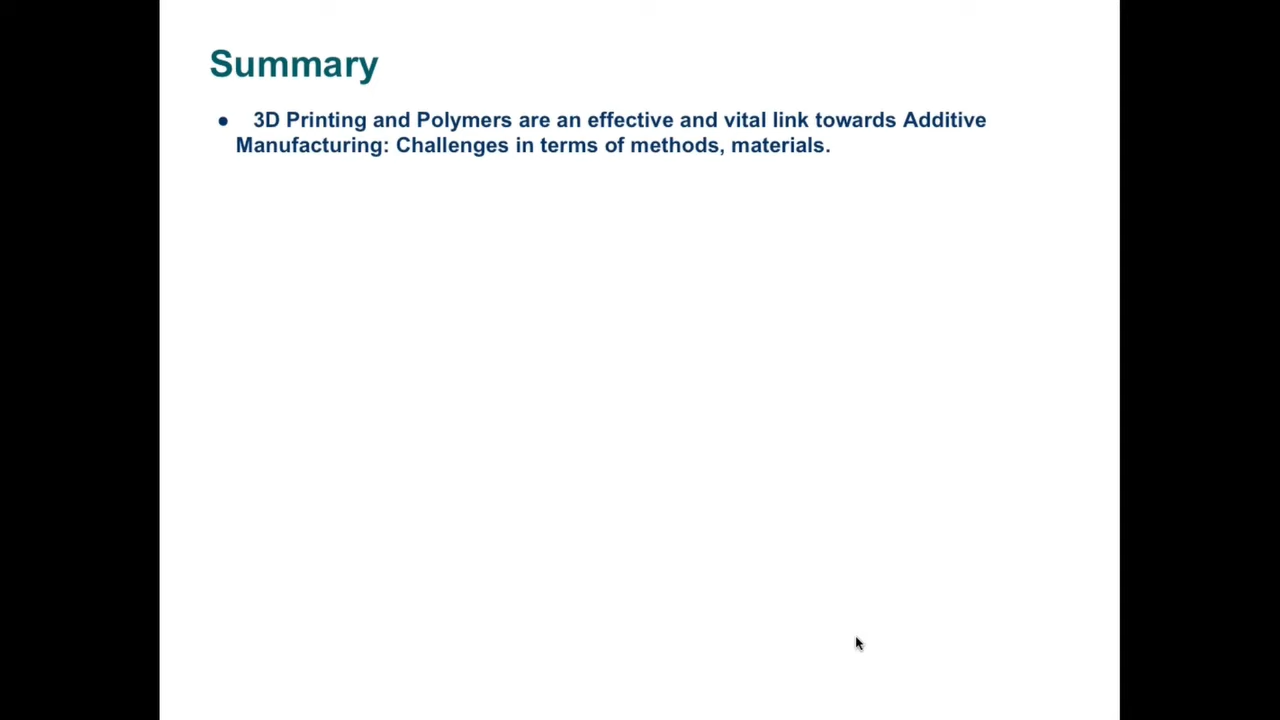 Summary
● 3D Printing and Polymers are an effective and vital link towards Additive
Manufacturing: Challenges in terms of methods, materials.